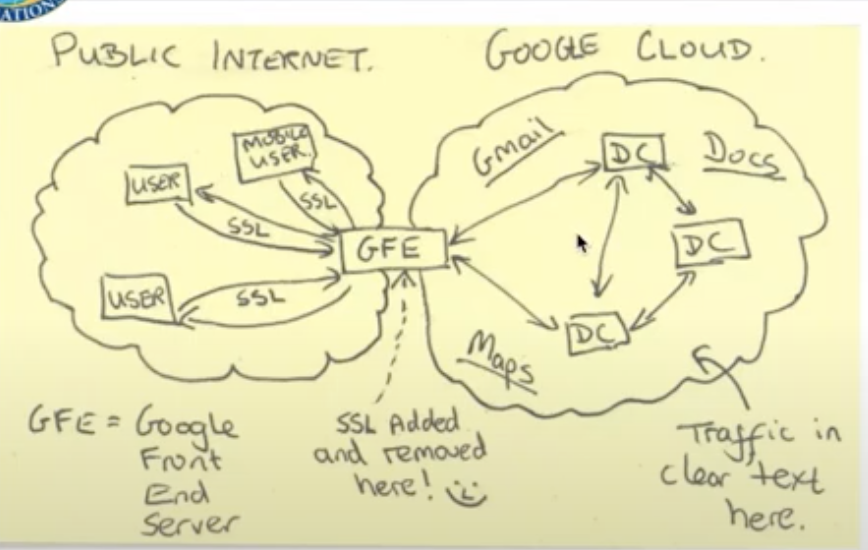 ATIONS
PUBLIC INTERNET.
GOOGLE CLOUD.
MOBILE
USER.
USER
SSL
SSL
GFE
USER
SSL
Gmail
DC
Docs
DC
DC
Maps
GFE = Google
Front
End
Server
SSL Added
and removed
here!
Traffic in
clear text
here.